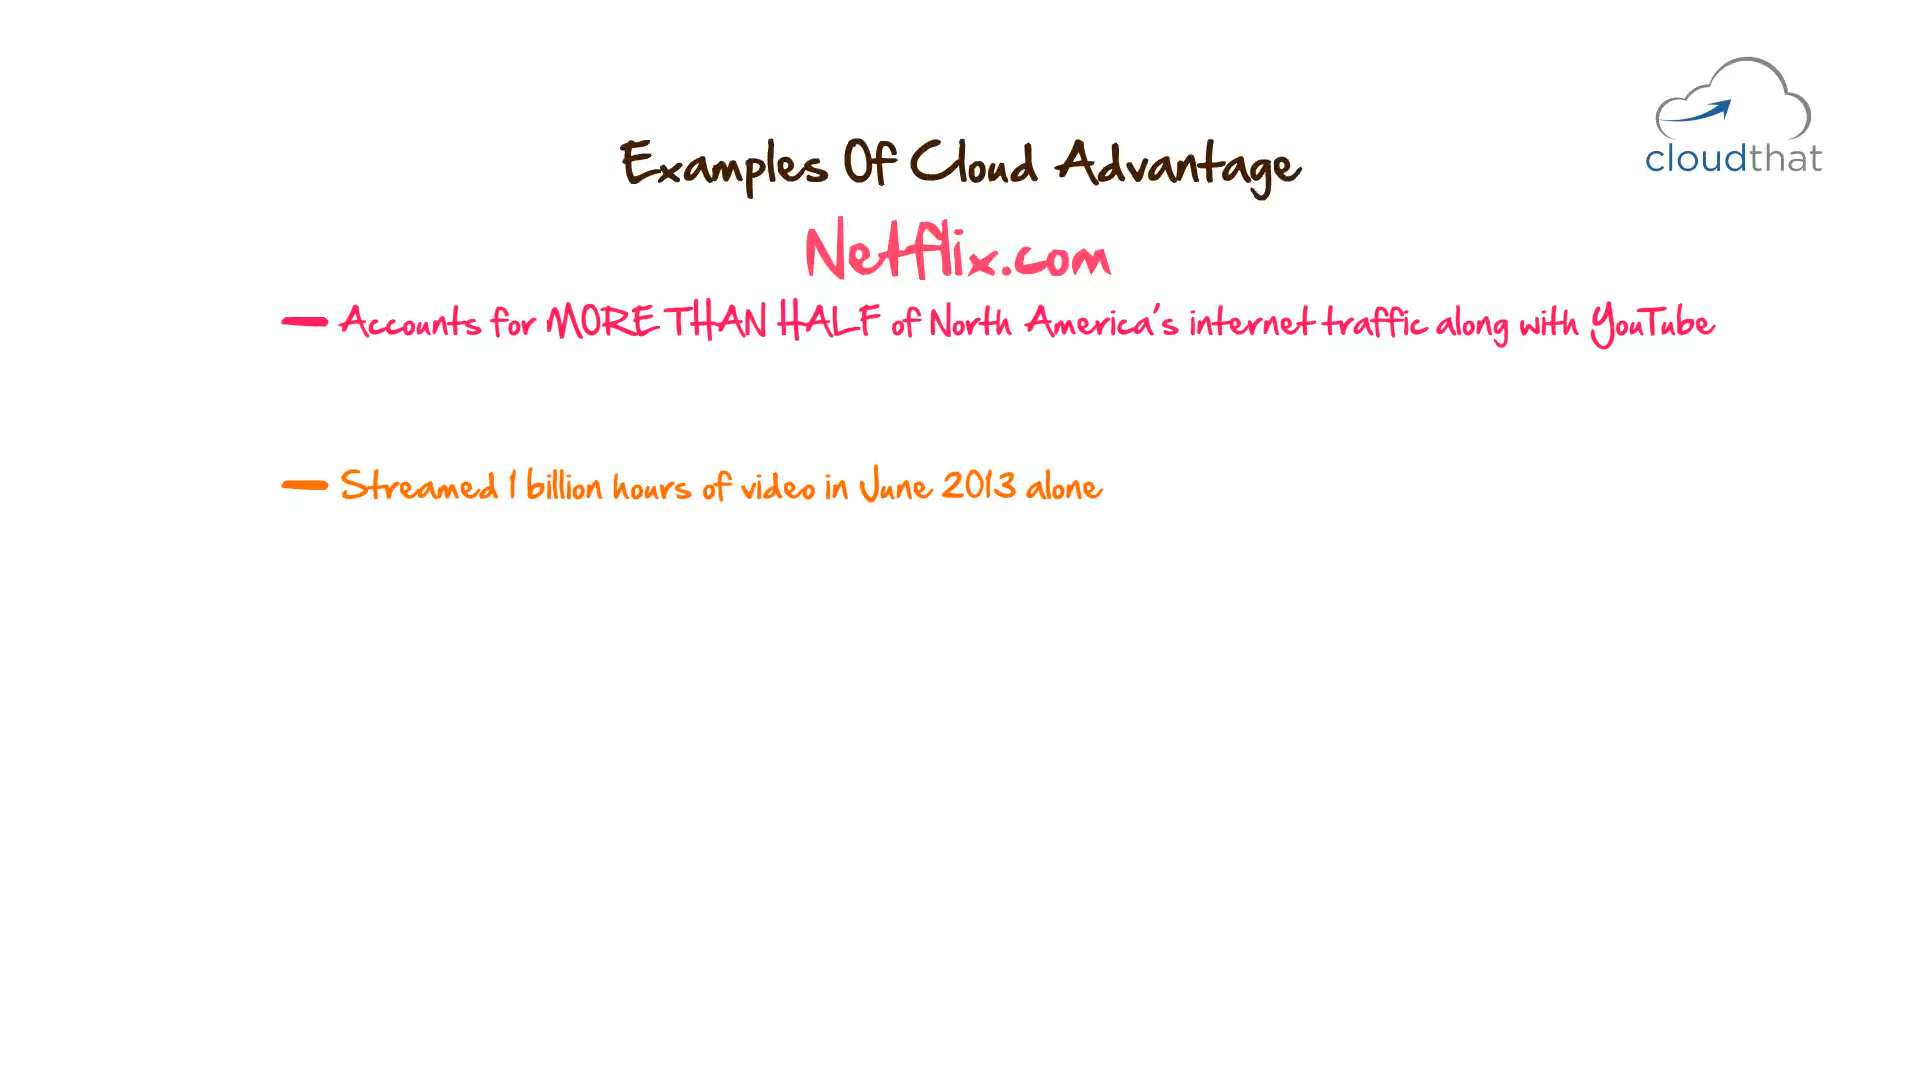 cloudthat
Examples Of Cloud Advantage
Netflix.com
Accounts for MORE THAN HALF of North America's internet traffic along with YouTube
Streamed 1 billion hours of video in June 2013 alone